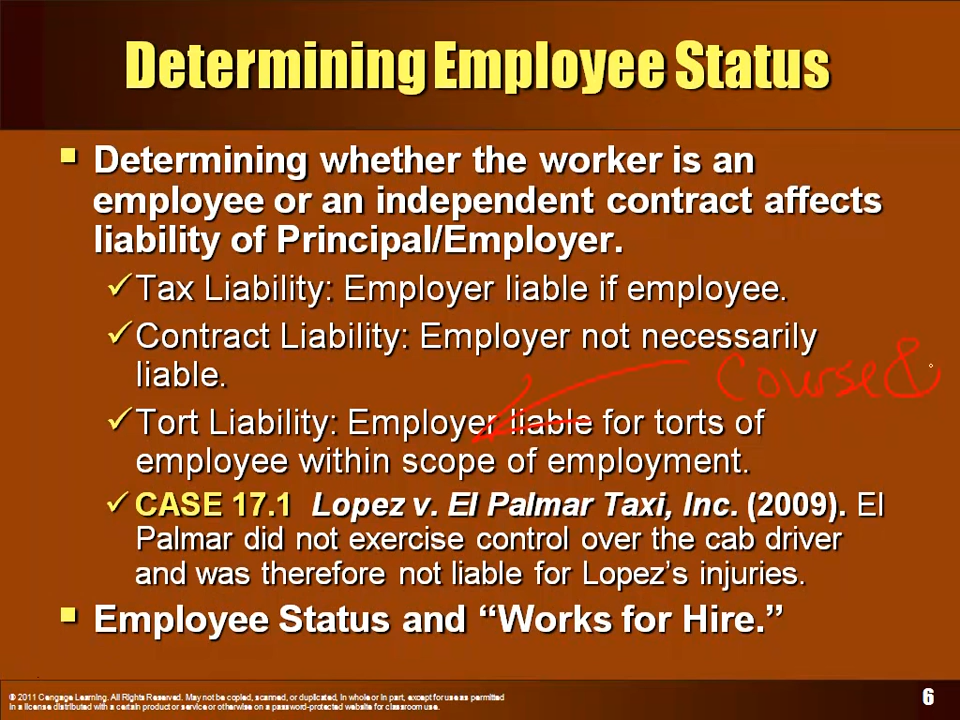 Determining Employee Status
Determining whether the worker is an
employee or an independent contract affects
liability of Principal/Employer.
Tax Liability: Employer liable if employee.
Contract Liability: Employer not necessarily
liable.
course &
Tort Liability: Employer liable for torts of
employee within scope of employment.
CASE 17.1 Lopez v. El Palmar Taxi, Inc. (2009). El
Palmar did not exercise control over the cab driver
and was therefore not liable for Lopez’s injuries.
Employee Status and “Works for Hire.”
© 2011 Cengage Learning. All Rights Reserved. May not be copied, scanned, or duplicated, in whole or in part, except for use as permitted
in a license distributed with a certain product or service or otherwise on a password-protected website for classroom use.
6